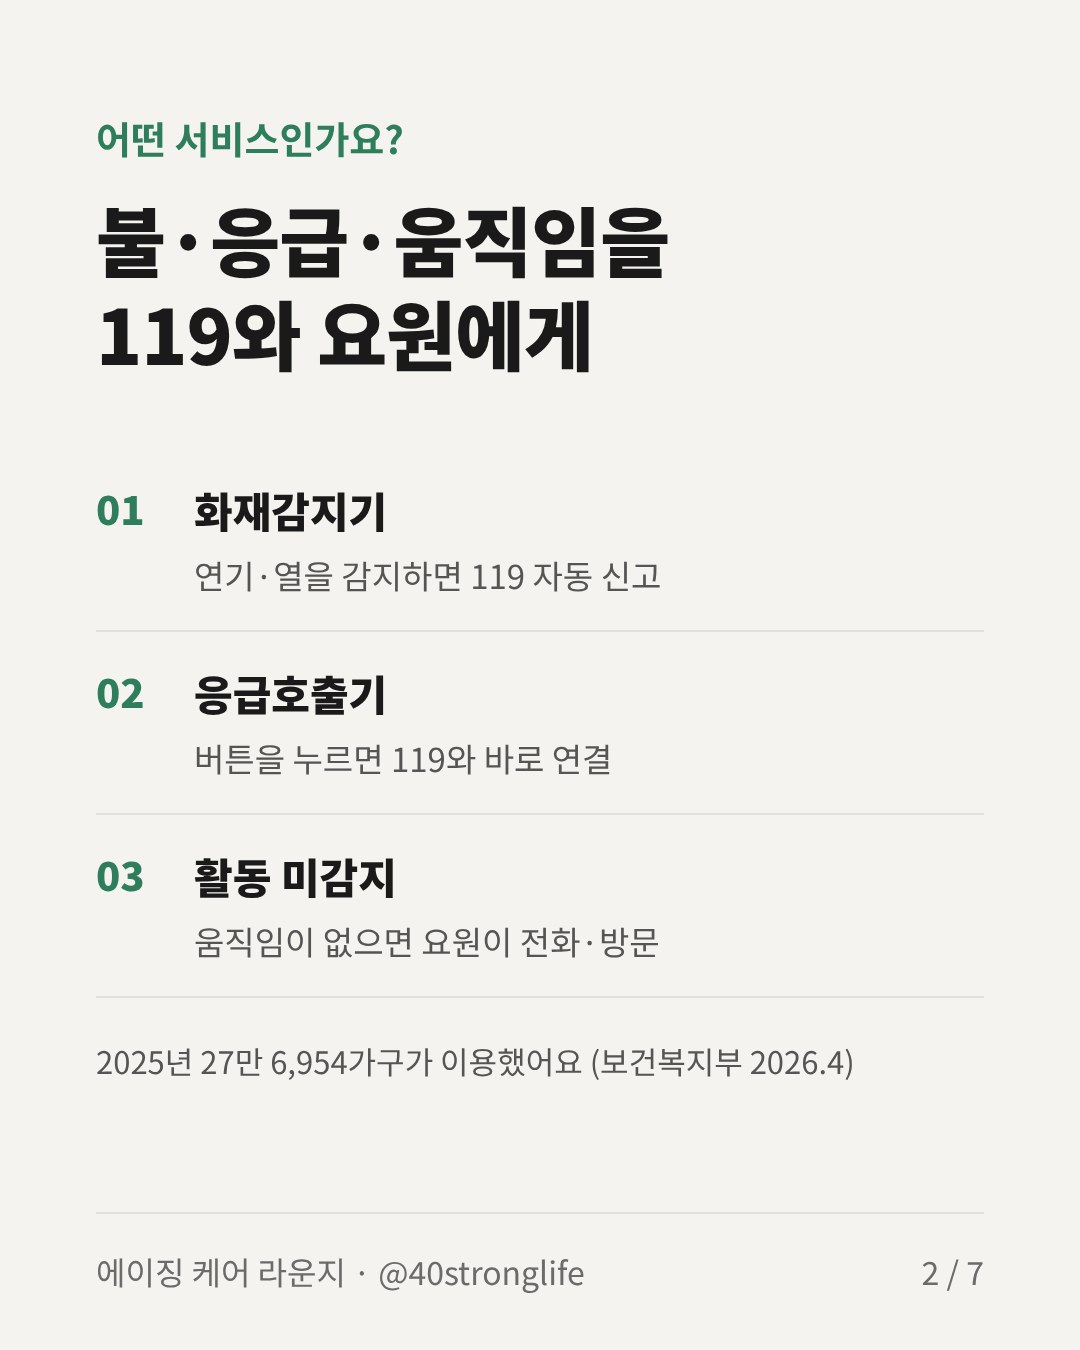 어떤 서비스인가요?
불·응급·움직임을
119와 요원에게
01 화재감지기
연기·열을 감지하면 119 자동 신고
02 응급호출기
버튼을 누르면 119와 바로 연결
03 활동 미감지
움직임이 없으면 요원이 전화·방문
2025년 27만 6,954가구가 이용했어요 (보건복지부 2026.4)
에이징 케어 라운지 · @40stronglife 2 / 7